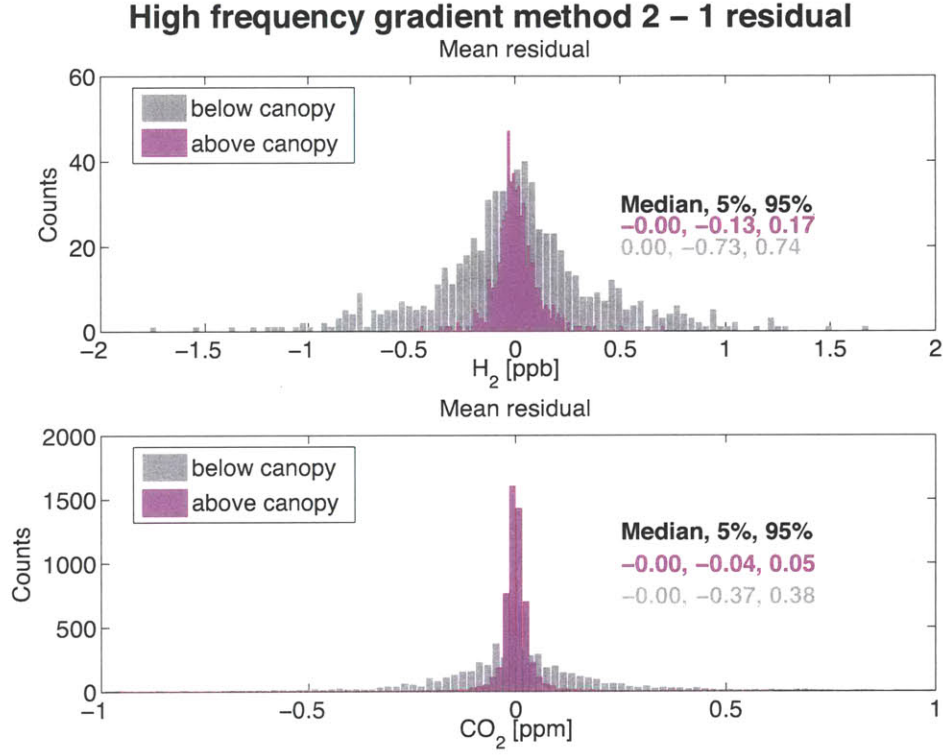 High frequency gradient method 2 – 1 residual
Mean residual
60
40
20
0
Counts
below canopy
above canopy
Median, 5%, 95%
−0.00, −0.13, 0.17
0.00, −0.73, 0.74
−2 −1.5 −1 −0.5 0 0.5 1 1.5 2
H2 [ppb]
Mean residual
2000
1500
1000
500
0
Counts
below canopy
above canopy
Median, 5%, 95%
−0.00, −0.04, 0.05
−0.00, −0.37, 0.38
−1 −0.5 0 0.5 1
CO2 [ppm]